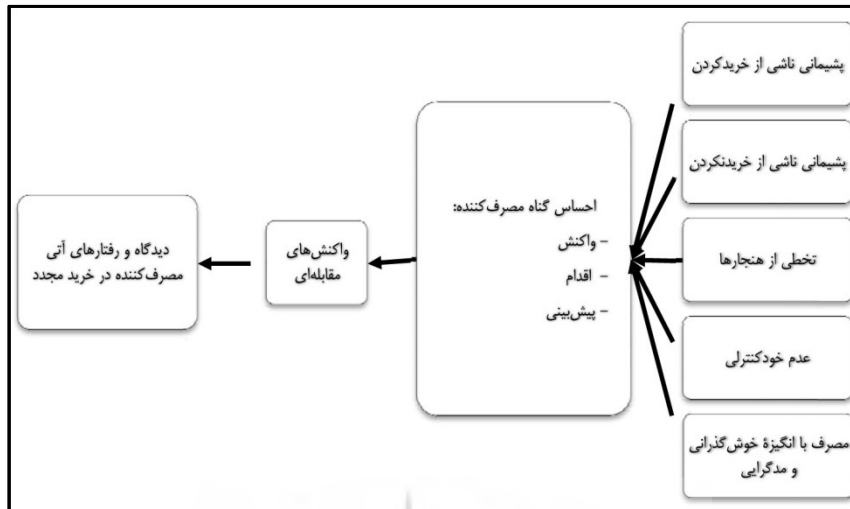 پشیمانی ناشی از خریدکردن
پشیمانی ناشی از خریدنکردن
تخطی از هنجارها
عدم خودکنترلی
مصرف با انگیزهٔ خوش‌گذرانی
و مدگرایی
احساس گناه مصرف‌کننده:
- واکنش
- اقدام
- پیش‌بینی
واکنش‌های
مقابله‌ای
دیدگاه و رفتارهای آتی
مصرف‌کننده در خرید مجدد